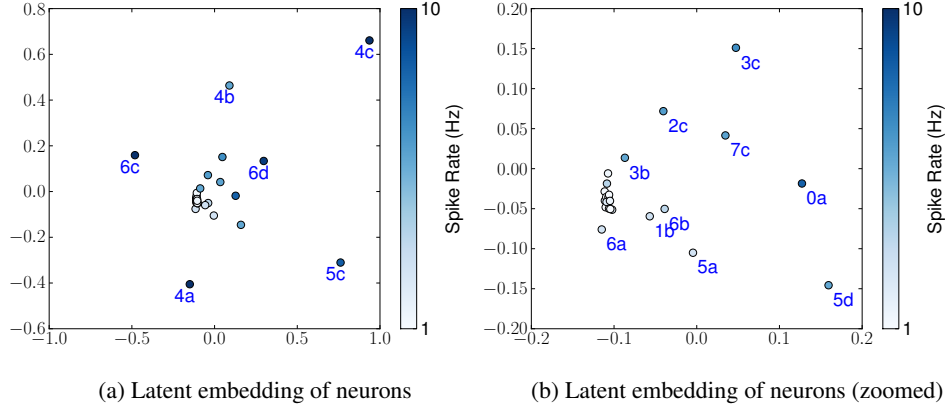 0.8
0.6
0.4
0.2
0.0
−0.2
−0.4
−0.6
−1.0
−0.5
0.0
0.5
1.0
4c
4b
6c
6d
5c
4a
10
1
Spike Rate (Hz)
0.20
0.15
0.10
0.05
0.00
−0.05
−0.10
−0.15
−0.20
−0.2
−0.1
0.0
0.1
0.2
3c
2c
7c
3b
0a
6b
1b
6a
5a
5d
10
1
Spike Rate (Hz)
(a) Latent embedding of neurons
(b) Latent embedding of neurons (zoomed)